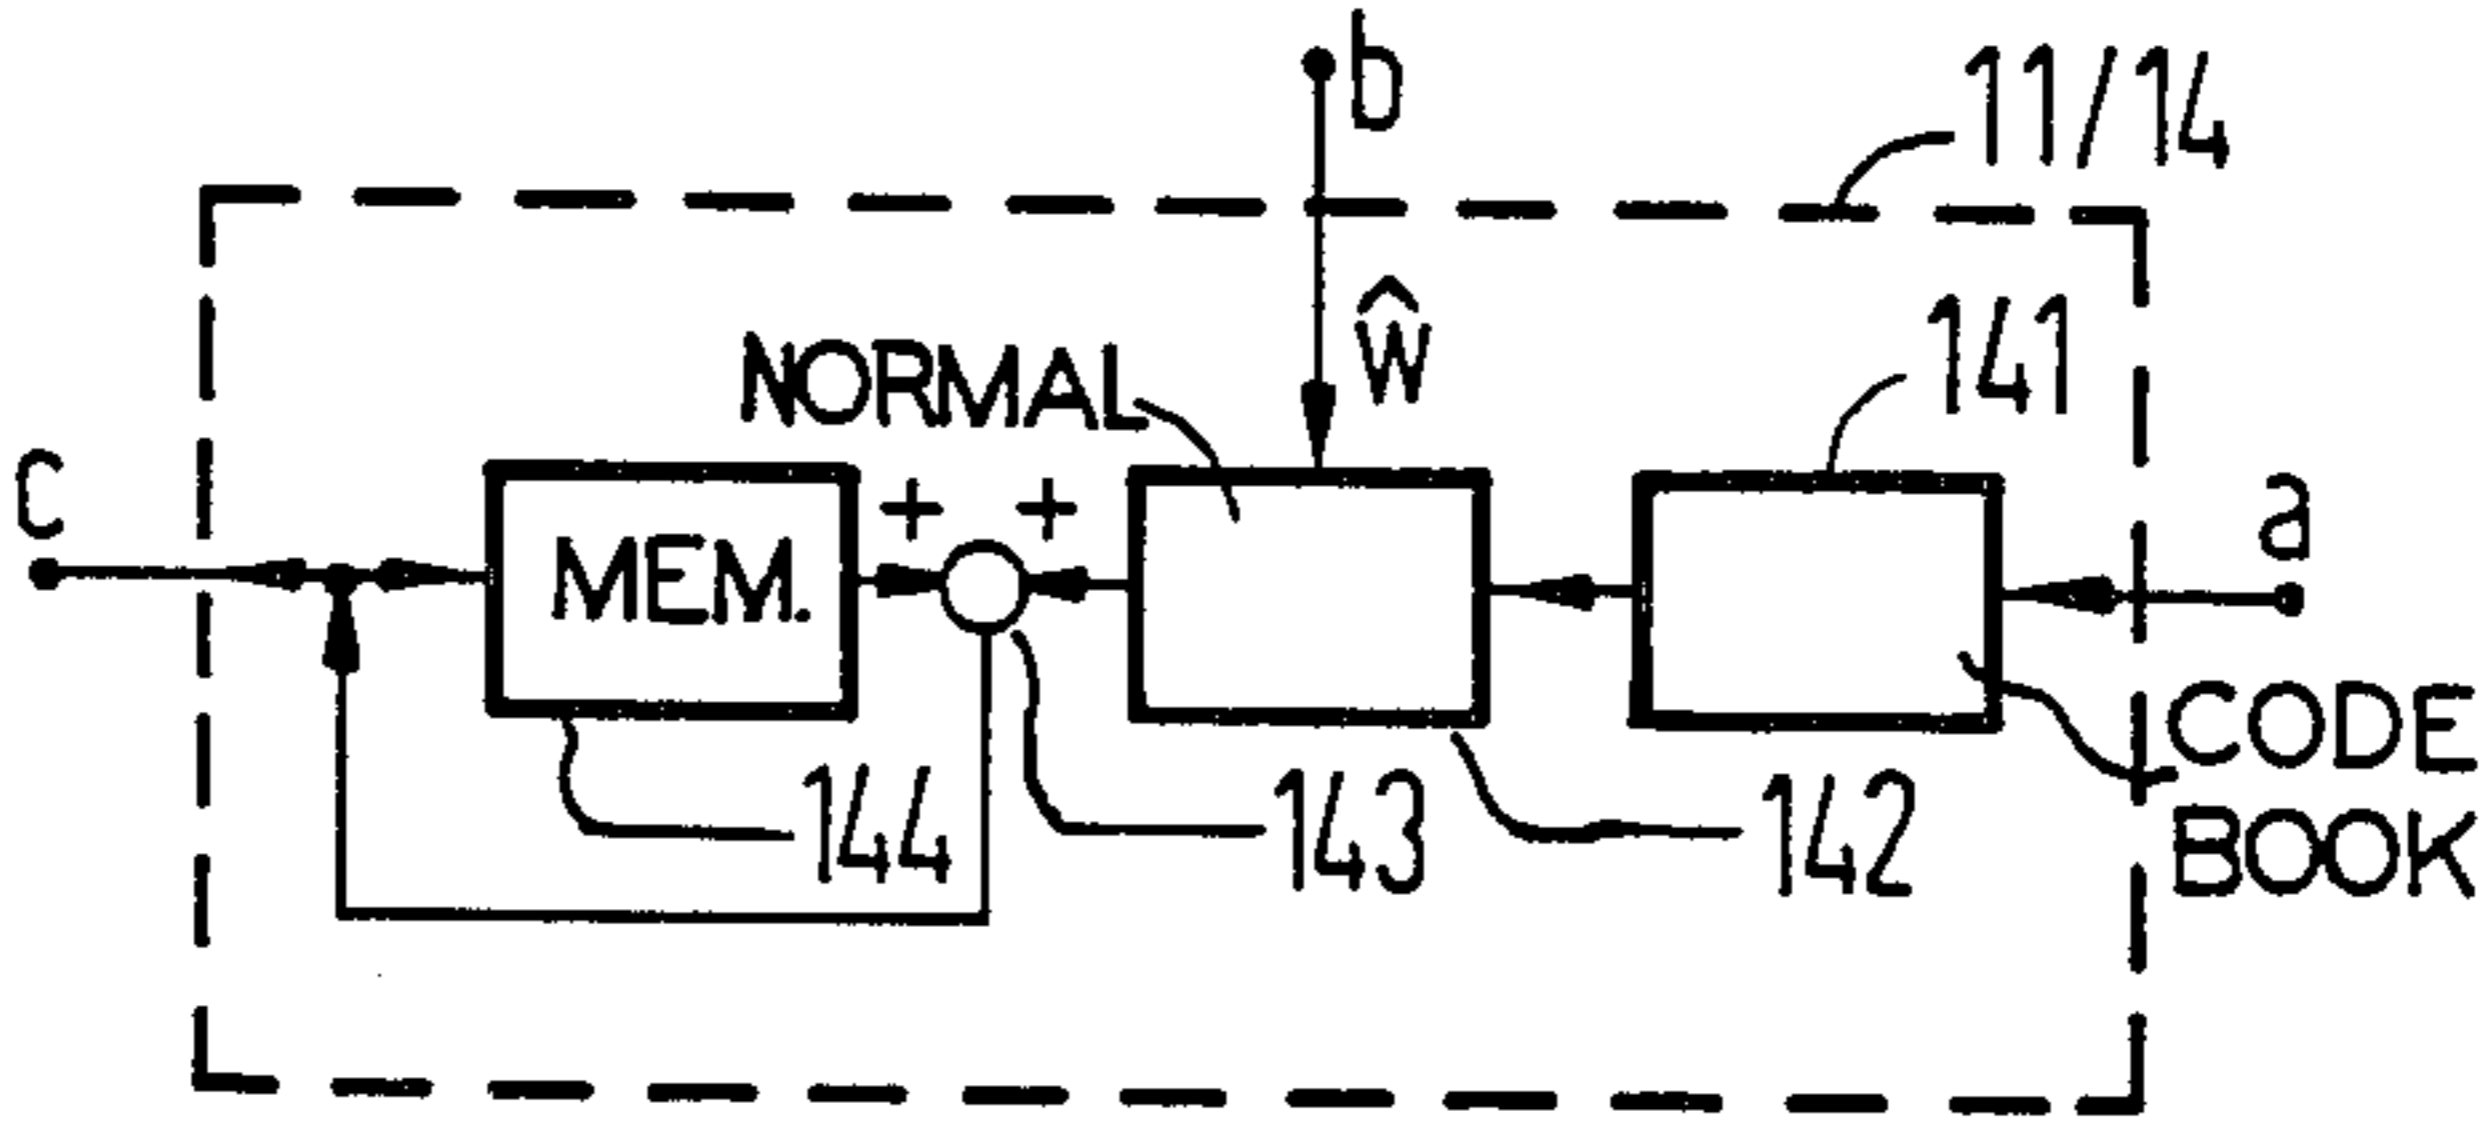 b
11/14
ŵ
NORMAL
141
c
a
MEM.
+ +
CODE
BOOK
144
143
142